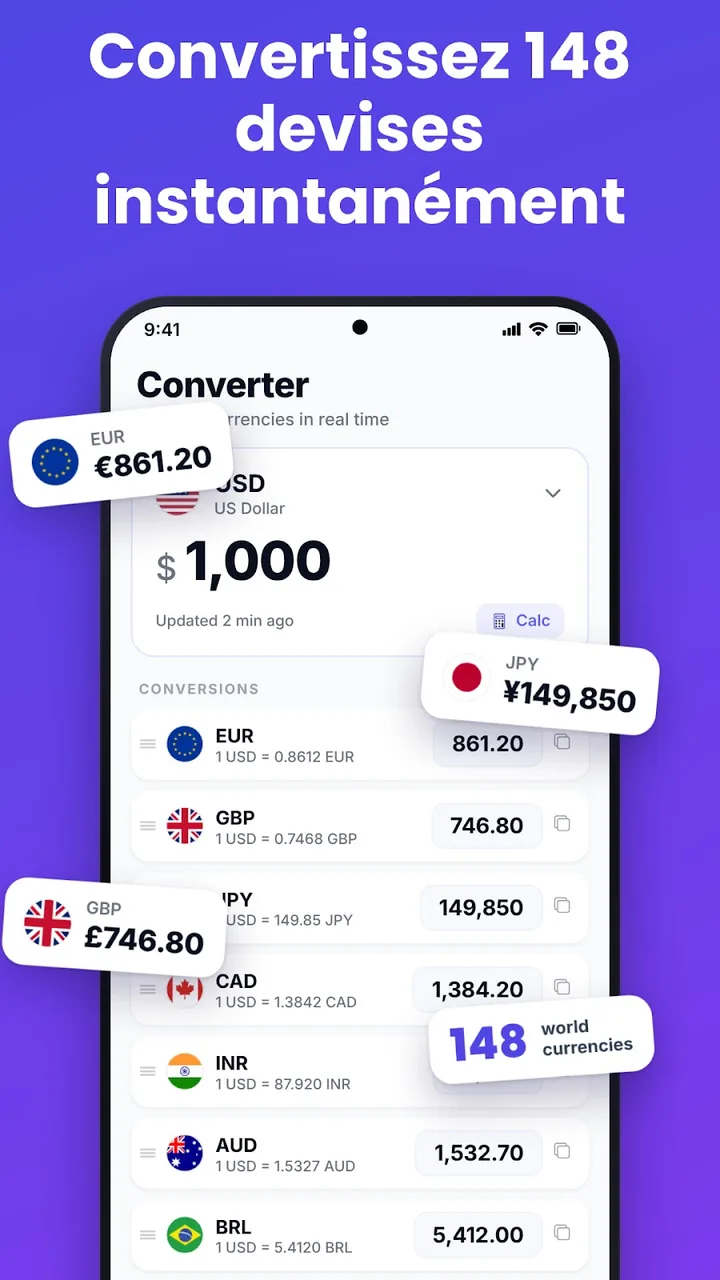 Convertissez 148
devises
instantanément
9:41
Converter
rrencies in real time
EUR
€861.20
USD
US Dollar
$ 1,000
Updated 2 min ago
Calc
JPY
¥149,850
CONVERSIONS
EUR
1 USD = 0.8612 EUR
861.20
GBP
1 USD = 0.7468 GBP
746.80
GBP
£746.80
JPY
USD = 149.85 JPY
149,850
CAD
1 USD = 1.3842 CAD
1,384.20
148 world
currencies
INR
1 USD = 87.920 INR
AUD
1 USD = 1.5327 AUD
1,532.70
BRL
1 USD = 5.4120 BRL
5,412.00